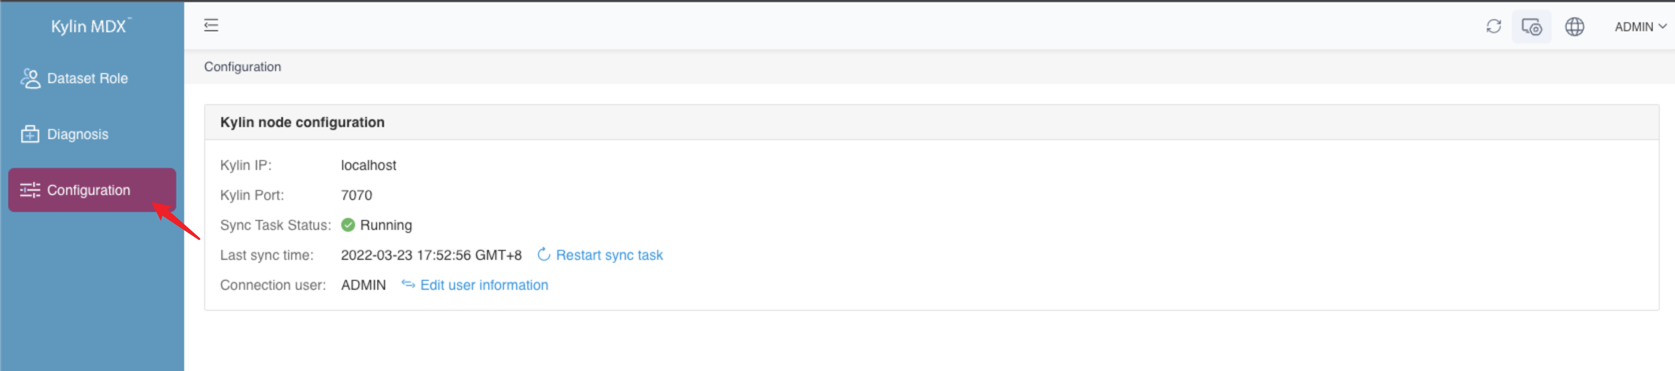 Kylin MDX
ADMIN
Dataset Role
Diagnosis
Configuration
Configuration
Kylin node configuration
Kylin IP: localhost
Kylin Port: 7070
Sync Task Status: Running
Last sync time: 2022-03-23 17:52:56 GMT+8 Restart sync task
Connection user: ADMIN Edit user information